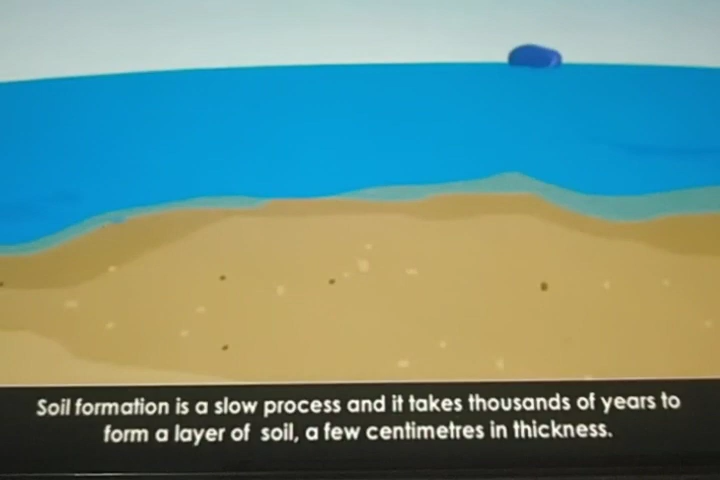 Soil formation is a slow process and it takes thousands of years to
form a layer of soil, a few centimetres in thickness.